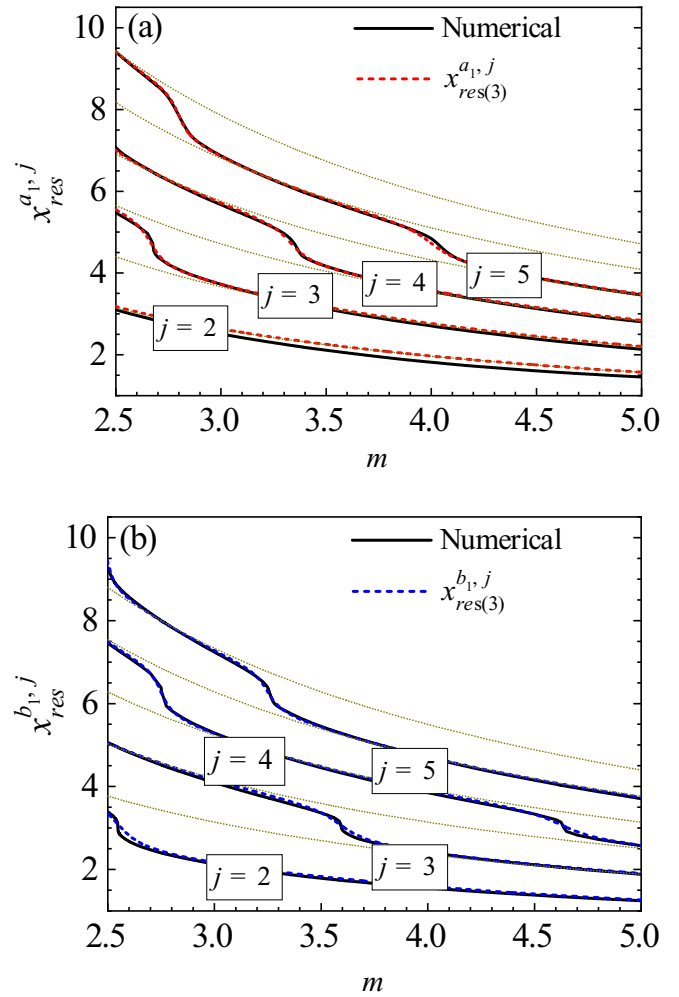 (a)
Numerical
x_{res(3)}^{a_1, j}
x_{res}^{a_1, j}
10
8
6
4
2
j = 5
j = 4
j = 3
j = 2
2.5 3.0 3.5 4.0 4.5 5.0
m
(b)
Numerical
x_{res(3)}^{b_1, j}
x_{res}^{b_1, j}
10
8
6
4
2
j = 4
j = 5
j = 3
j = 2
2.5 3.0 3.5 4.0 4.5 5.0
m